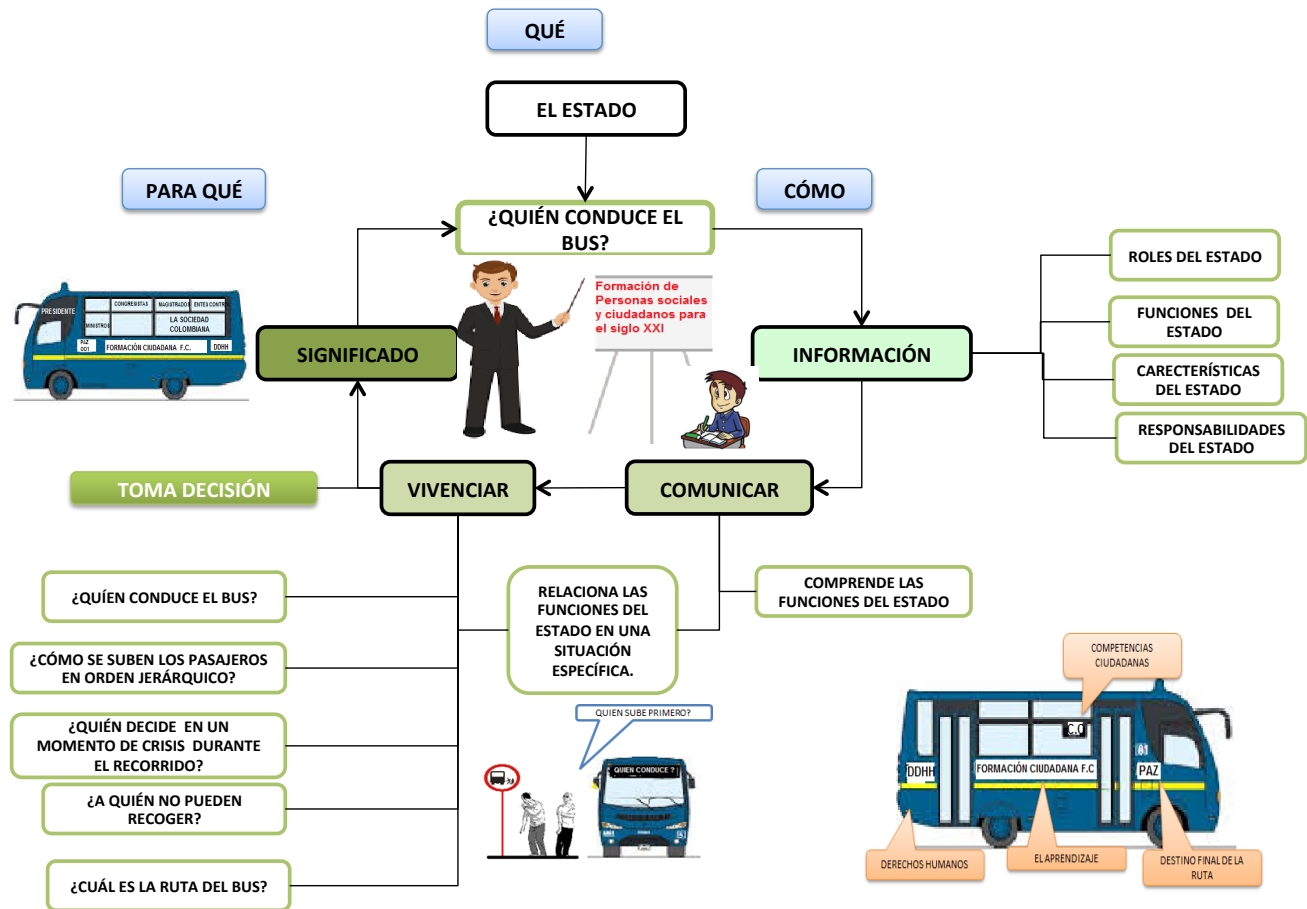 QUÉ
EL ESTADO
PARA QUÉ
CÓMO
¿QUIÉN CONDUCE EL
BUS?
ROLES DEL ESTADO
FUNCIONES DEL
ESTADO
CARECTERÍSTICAS
DEL ESTADO
RESPONSABILIDADES
DEL ESTADO
PRESIDENTE
CONGRESISTAS
MAGISTRADOS
ENTES CONTR
MINISTROS
LA SOCIEDAD
COLOMBIANA
PAZ
001
FORMACIÓN CIUDADANA F.C.
DDHH
Formación de
Personas sociales
y ciudadanos para
el siglo XXI
SIGNIFICADO
INFORMACIÓN
TOMA DECISIÓN
VIVENCIAR
COMUNICAR
¿QUÍEN CONDUCE EL BUS?
¿CÓMO SE SUBEN LOS PASAJEROS
EN ORDEN JERÁRQUICO?
¿QUIÉN DECIDE EN UN
MOMENTO DE CRISIS DURANTE
EL RECORRIDO?
¿A QUIÉN NO PUEDEN
RECOGER?
¿CUÁL ES LA RUTA DEL BUS?
RELACIONA LAS
FUNCIONES DEL
ESTADO EN UNA
SITUACIÓN
ESPECÍFICA.
COMPRENDE LAS
FUNCIONES DEL ESTADO
QUIEN SUBE PRIMERO?
QUIEN CONDUCE ?
COMPETENCIAS
CIUDADANAS
C.C
DDHH
FORMACIÓN CIUDADANA F.C
PAZ
DERECHOS HUMANOS
EL APRENDIZAJE
DESTINO FINAL DE LA
RUTA